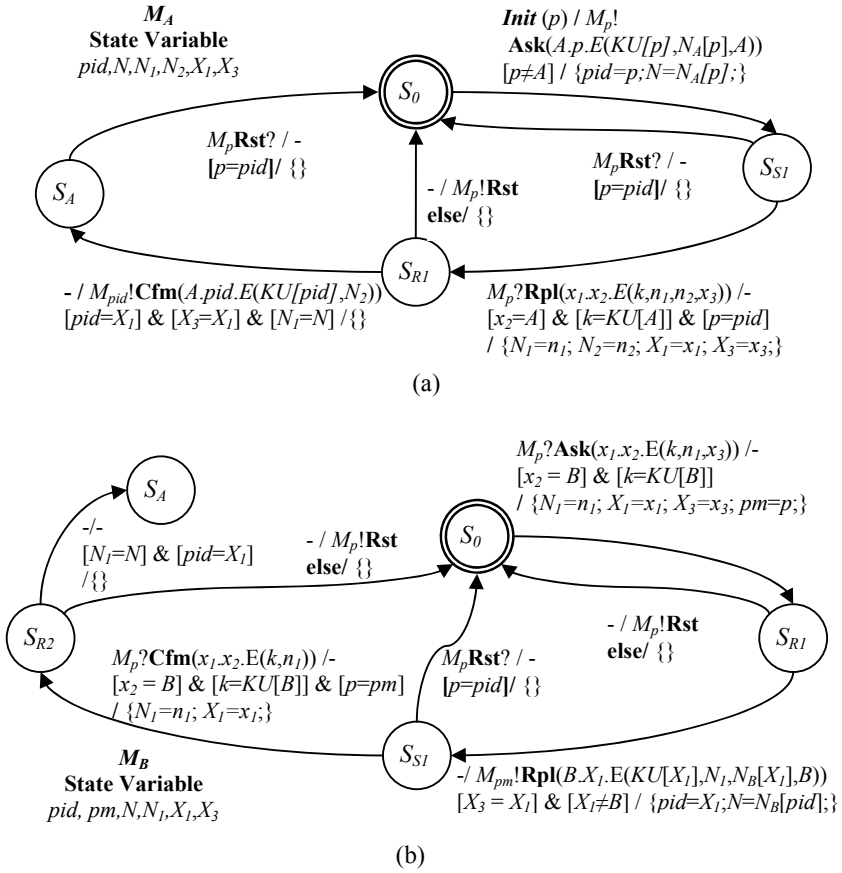 M_A
State Variable
pid,N,N_1,N_2,X_1,X_3
Init (p) / M_p!
Ask(A.p.E(KU[p],N_A[p],A))
[p≠A] / {pid=p;N=N_A[p];}
S_0
M_pRst? / -
[p=pid]/ {}
M_pRst? / -
[p=pid]/ {}
S_S1
S_A
- / M_p!Rst
else/ {}
S_R1
- / M_pid!Cfm(A.pid.E(KU[pid],N_2))
[pid=X_1] & [X_3=X_1] & [N_1=N] /{}
M_p?Rpl(x_1.x_2.E(k,n_1,n_2,x_3)) /-
[x_2=A] & [k=KU[A]] & [p=pid]
/ {N_1=n_1; N_2=n_2; X_1=x_1; X_3=x_3;}
(a)
M_p?Ask(x_1.x_2.E(k,n_1,x_3)) /-
[x_2 = B] & [k=KU[B]]
/ {N_1=n_1; X_1=x_1; X_3=x_3; pm=p;}
S_A
S_0
-/-
[N_1=N] & [pid=X_1]
/{}
- / M_p!Rst
else/ {}
- / M_p!Rst
else/ {}
S_R2
S_R1
M_p?Cfm(x_1.x_2.E(k,n_1)) /-
[x_2 = B] & [k=KU[B]] & [p=pm]
/ {N_1=n_1; X_1=x_1;}
M_pRst? / -
[p=pid]/ {}
S_S1
M_B
State Variable
pid, pm,N,N_1,X_1,X_3
-/ M_pm!Rpl(B.X_1.E(KU[X_1],N_1,N_B[X_1],B))
[X_3 = X_1] & [X_1≠B] / {pid=X_1;N=N_B[pid];}
(b)